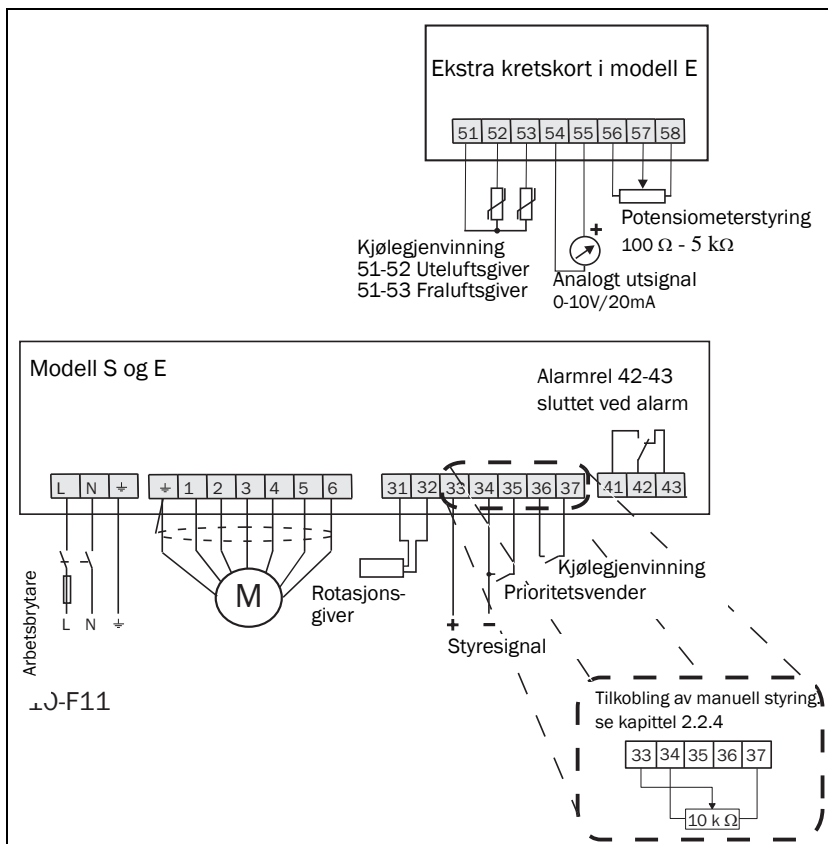 Ekstra kretskort i modell E
51 52 53 54 55 56 57 58
Potensiometerstyring
100 Ω - 5 kΩ
+
Kjølegjenvinning
51-52 Uteluftsgiver
51-53 Fraluftsgiver
Analogt utsignal
0-10V/20mA
Modell S og E
Alarmrel 42-43
sluttet ved alarm
L N
1 2 3 4 5 6
31 32 33 34 35 36 37
41 42 43
Arbetsbrytare
L N
M
Rotasjons-
giver
Kjølegjenvinning
Prioritetsvender
+ −
Styresignal
Tilkobling av manuell styring.
se kapittel 2.2.4
33 34 35 36 37
10 k Ω